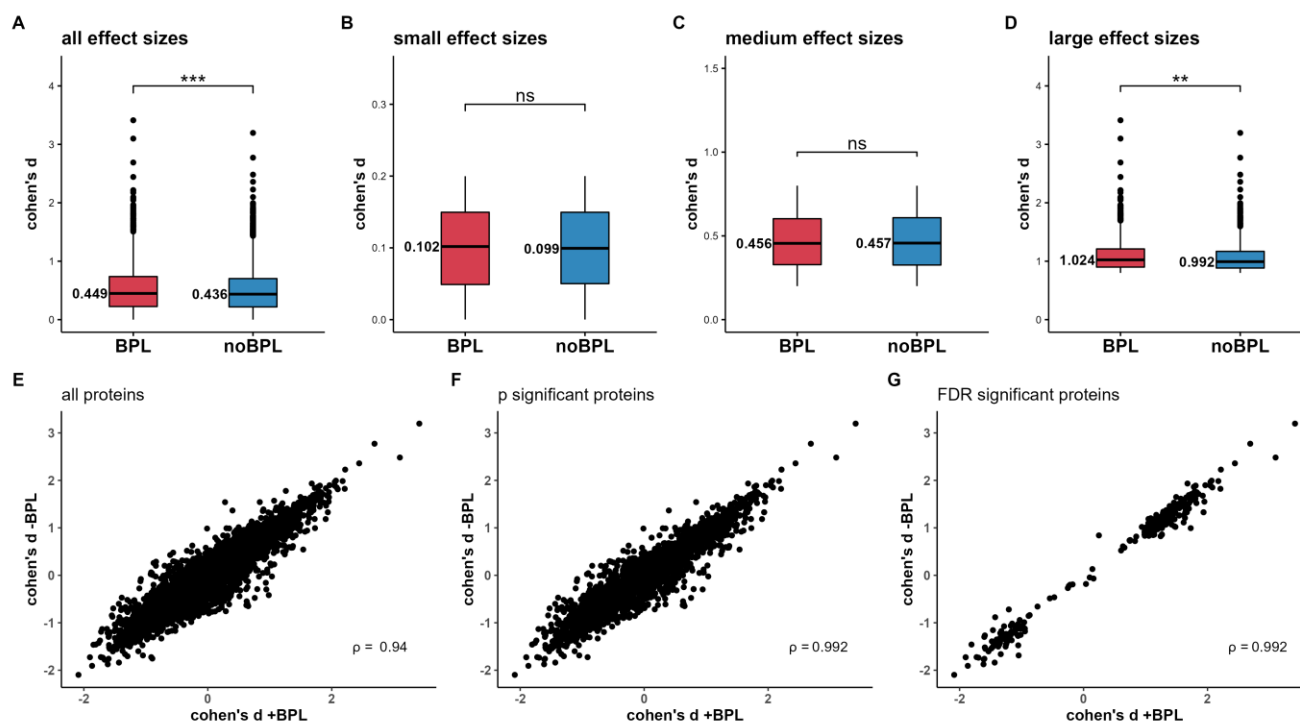 A
all effect sizes
cohen's d
4
3
2
1
0
***
0.449
0.436
BPL
noBPL
B
small effect sizes
cohen's d
0.3
0.2
0.1
0.0
ns
0.102
0.099
BPL
noBPL
C
medium effect sizes
cohen's d
1.5
1.0
0.5
0.0
ns
0.456
0.457
BPL
noBPL
D
large effect sizes
cohen's d
4
3
2
1
0
**
1.024
0.992
BPL
noBPL
E
all proteins
cohen's d -BPL
3
2
1
0
-1
-2
ρ = 0.94
-2 0 2
cohen's d +BPL
F
p significant proteins
cohen's d -BPL
3
2
1
0
-1
-2
ρ = 0.992
-2 0 2
cohen's d +BPL
G
FDR significant proteins
cohen's d -BPL
3
2
1
0
-1
-2
ρ = 0.992
-2 0 2
cohen's d +BPL